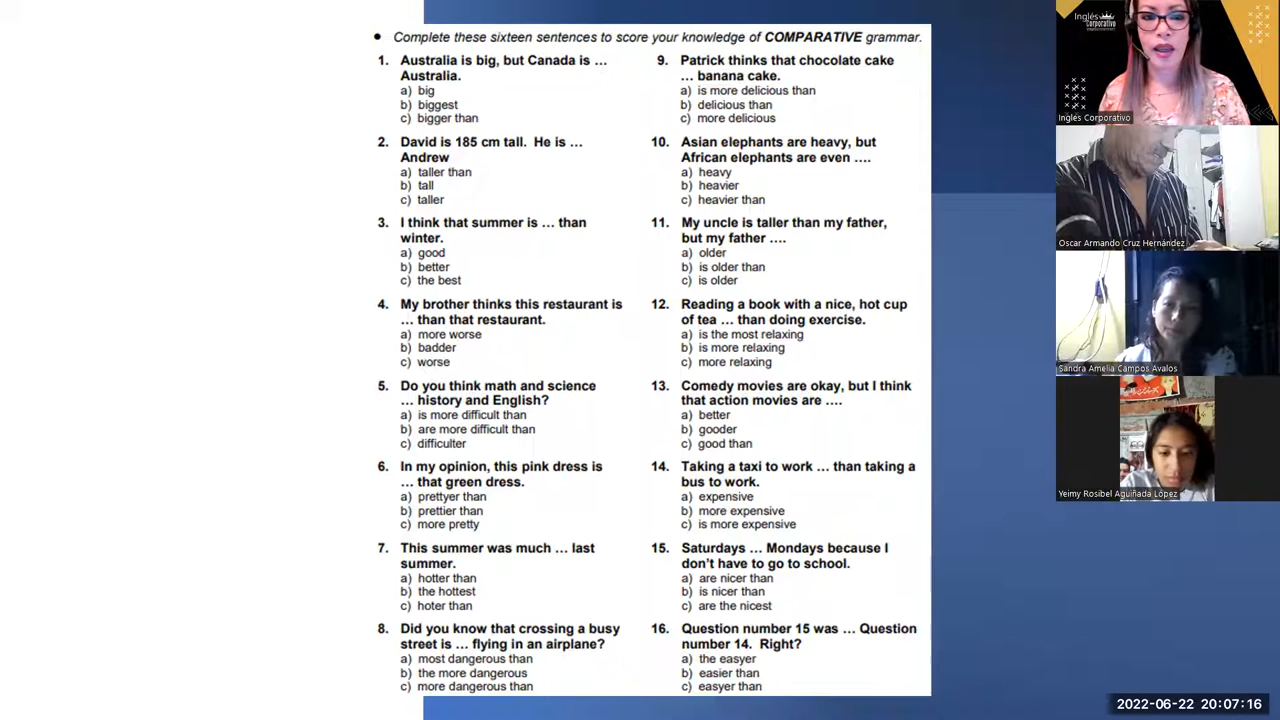 • Complete these sixteen sentences to score your knowledge of COMPARATIVE grammar.
1. Australia is big, but Canada is …
Australia.
a) big
b) biggest
c) bigger than
2. David is 185 cm tall. He is …
Andrew
a) taller than
b) tall
c) taller
3. I think that summer is … than
winter.
a) good
b) better
c) the best
4. My brother thinks this restaurant is
… than that restaurant.
a) more worse
b) badder
c) worse
5. Do you think math and science
… history and English?
a) is more difficult than
b) are more difficult than
c) difficulter
6. In my opinion, this pink dress is
… that green dress.
a) prettyer than
b) prettier than
c) more pretty
7. This summer was much … last
summer.
a) hotter than
b) the hottest
c) hoter than
8. Did you know that crossing a busy
street is … flying in an airplane?
a) most dangerous than
b) the more dangerous
c) more dangerous than
9. Patrick thinks that chocolate cake
… banana cake.
a) is more delicious than
b) delicious than
c) more delicious
10. Asian elephants are heavy, but
African elephants are even ….
a) heavy
b) heavier
c) heavier than
11. My uncle is taller than my father,
but my father ….
a) older
b) is older than
c) is older
12. Reading a book with a nice, hot cup
of tea … than doing exercise.
a) is the most relaxing
b) is more relaxing
c) more relaxing
13. Comedy movies are okay, but I think
that action movies are ….
a) better
b) gooder
c) good than
14. Taking a taxi to work … than taking a
bus to work.
a) expensive
b) more expensive
c) is more expensive
15. Saturdays … Mondays because I
don't have to go to school.
a) are nicer than
b) is nicer than
c) are the nicest
16. Question number 15 was … Question
number 14. Right?
a) the easyer
b) easier than
c) easyer than
Inglés
Corporativo
Inglés Corporativo
Oscar Armando Cruz Hernández
Sandra Amelia Campos Avalos
Yeimy Rosibel Aguiñada López
2022-06-22 20:07:16